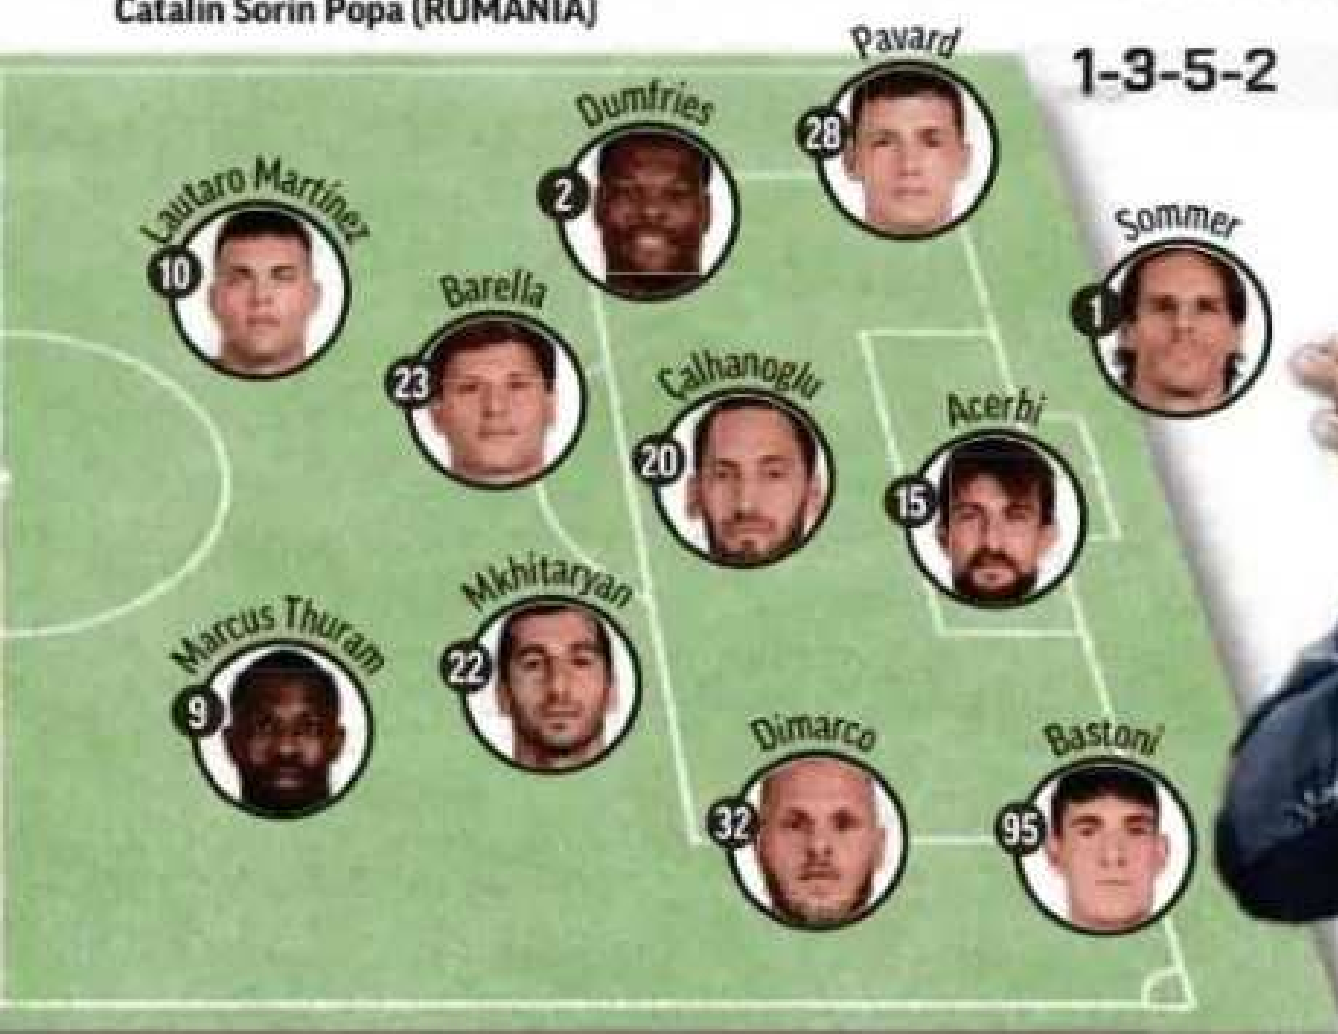 Catalin Sorin Popa (RUMANIA)
1-3-5-2
Pavard
28
Dumfries
2
Lautaro Martínez
10
Sommer
1
Barella
23
Çalhanoglu
20
Acerbi
15
Mkhitaryan
22
Marcus Thuram
9
Dimarco
32
Bastoni
95